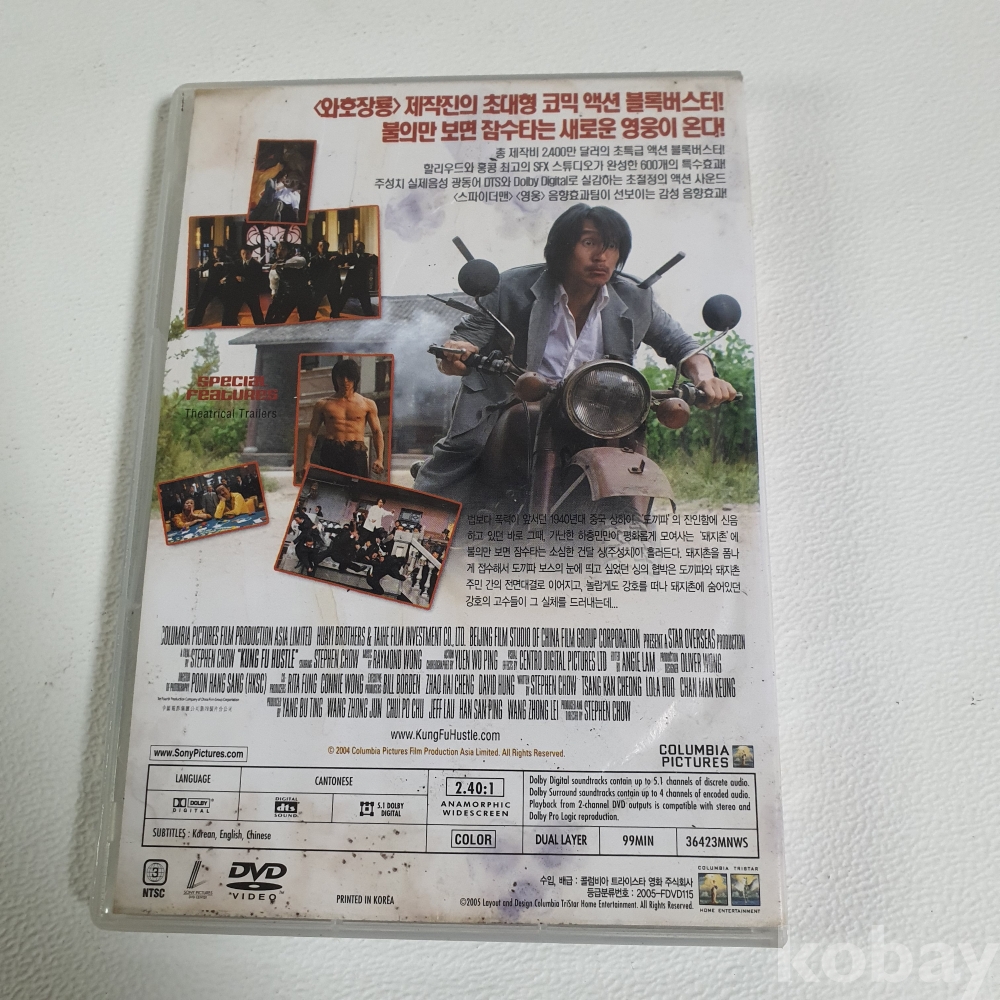 <와호장룡> 제작진의 초대형 코믹 액션 블록버스터!
불의만 보면 잠수타는 새로운 영웅이 온다!
총 제작비 2,400만 달러의 초특급 액션 블록버스터!
할리우드와 홍콩 최고의 SFX 스튜디오가 완성한 600개의 특수효과!
주성치 실제음성 광동어 DTS와 Dolby Digital로 실감하는 초절정의 액션 사운드
<스파이더맨> <영웅> 음향효과팀이 선보이는 감성 음향효과!
SPECIAL FEATURES
Theatrical Trailers
법보다 폭력이 앞서던 1940년대 중국 상하이. '도끼파'의 잔인함에 신음
하고 있던 바로 그때, 가난한 하층민만이 평화롭게 모여사는 '돼지촌'에
불의만 보면 잠수타는 소심한 건달 싱(주성치)이 흘러든다. 돼지촌을 폼나
게 접수해서 도끼파 보스의 눈에 띄고 싶었던 싱의 협박은 도끼파와 돼지촌
주민 간의 전면대결로 이어지고, 놀랍게도 강호를 떠나 돼지촌에 숨어있던
강호의 고수들이 그 실체를 드러내는데...
COLUMBIA PICTURES FILM PRODUCTION ASIA LIMITED HUAYI BROTHERS & TAIHE FILM INVESTMENT CO., LTD. BEIJING FILM STUDIO OF CHINA FILM GROUP CORPORATION PRESENT A STAR OVERSEAS PRODUCTION
A FILM BY STEPHEN CHOW "KUNG FU HUSTLE" STARRING STEPHEN CHOW MUSIC BY RAYMOND WONG ACTION CHOREOGRAPHY BY YUEN WO PING VISUAL EFFECTS BY CENTRO DIGITAL PICTURES LTD EDITED BY ANGIE LAM PRODUCTION DESIGNER OLIVER WONG
DIRECTOR OF PHOTOGRAPHY POON HANG SANG (HKSC) CO-PRODUCERS RITA FUNG CONNIE WONG EXECUTIVE PRODUCERS BILL BORDEN ZHAO HAI CHENG DAVID HUNG WRITTEN BY STEPHEN CHOW TSANG KAN CHEONG LOLA HUO CHAN MAN KEUNG
PRODUCED BY YANG BU TING WANG ZHONG JUN CHUI PO CHU JEFF LAU HAN SAN PING WANG ZHONG LEI PRODUCED AND DIRECTED BY STEPHEN CHOW
www.KungFuHustle.com
www.SonyPictures.com
© 2004 Columbia Pictures Film Production Asia Limited. All Rights Reserved.
COLUMBIA PICTURES
LANGUAGE CANTONESE
DOLBY DIGITAL
DIGITAL dts SOUND
5.1 DOLBY DIGITAL
SUBTITLES : Korean, English, Chinese
2.40:1
ANAMORPHIC WIDESCREEN
COLOR
DUAL LAYER
99MIN
36423MNWS
Dolby Digital soundtracks contain up to 5.1 channels of discrete audio.
Dolby Surround soundtracks contain up to 4 channels of encoded audio.
Playback from 2-channel DVD outputs is compatible with stereo and
Dolby Pro Logic reproduction.
3
NTSC
SONY PICTURES
DVD VIDEO
PRINTED IN KOREA
수입, 배급 : 콜럼비아 트라이스타 영화 주식회사
등급분류번호 : 2005-FDVD115
©2005 Layout and Design Columbia TriStar Home Entertainment. All Rights Reserved.
COLUMBIA TRISTAR
HOME ENTERTAINMENT
kobay